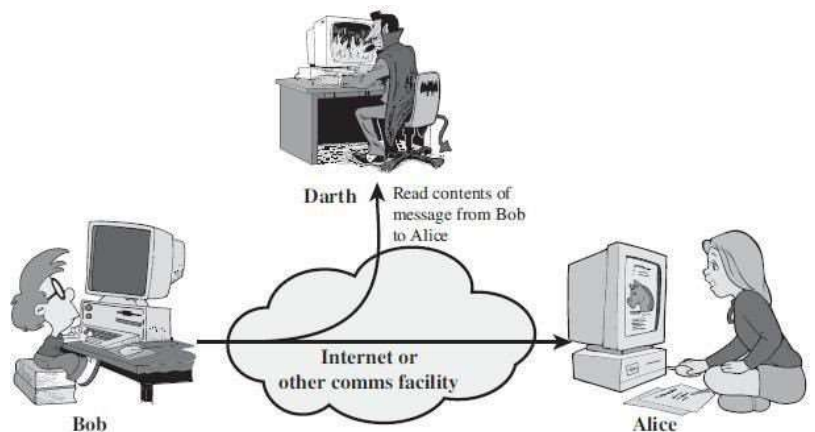 Darth
Read contents of
message from Bob
to Alice
Internet or
other comms facility
Bob
Alice